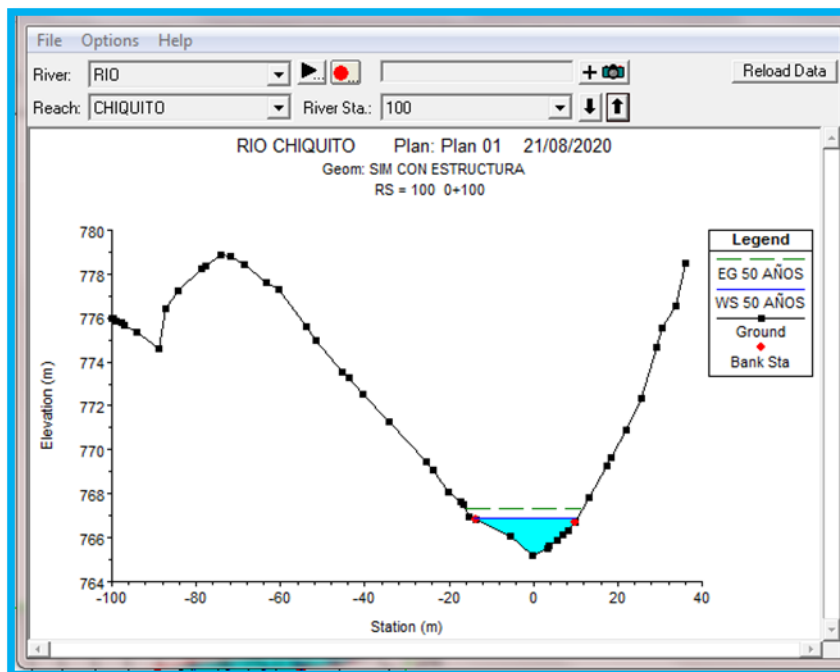 File Options Help
River: RIO
Reload Data
Reach: CHIQUITO River Sta.: 100
RIO CHIQUITO Plan: Plan 01 21/08/2020
Geom: SIM CON ESTRUCTURA
RS = 100 0+100
Elevation (m)
780
778
776
774
772
770
768
766
764
-100 -80 -60 -40 -20 0 20 40
Station (m)
Legend
EG 50 AÑOS
WS 50 AÑOS
Ground
Bank Sta